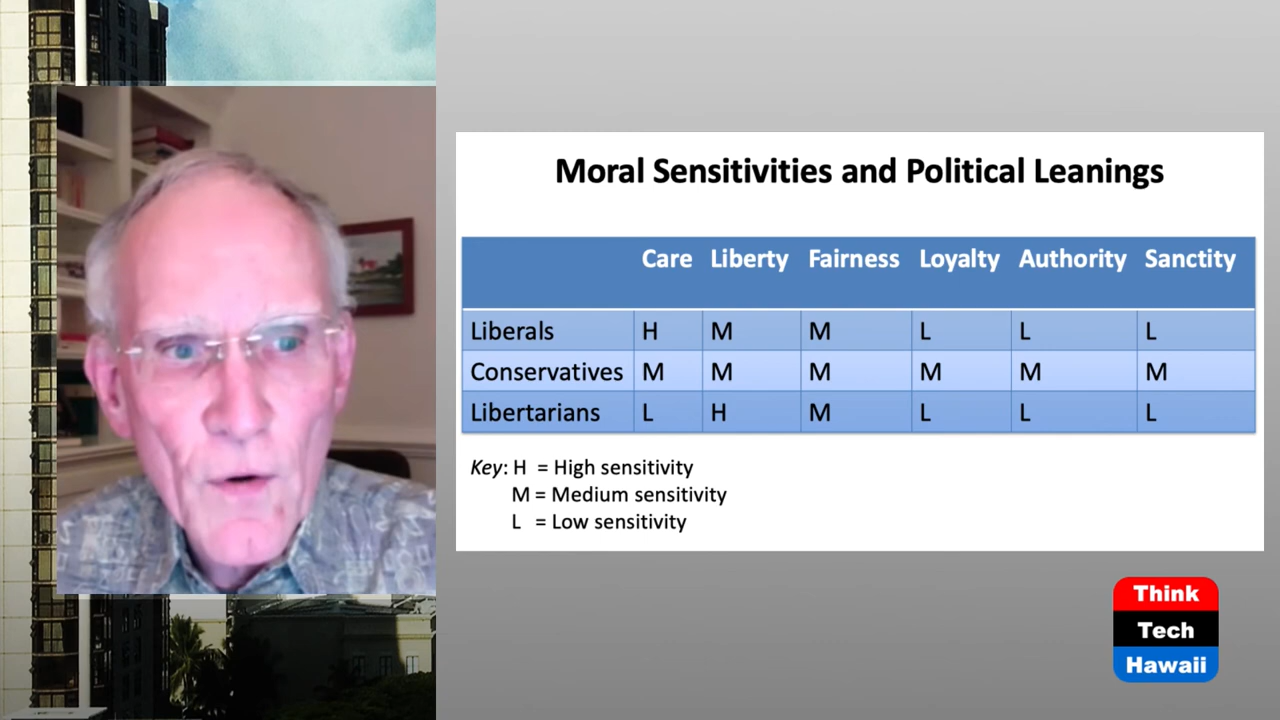 Moral Sensitivities and Political Leanings
Care Liberty Fairness Loyalty Authority Sanctity
Liberals H M M L L L
Conservatives M M M M M M
Libertarians L H M L L L
Key: H = High sensitivity
M = Medium sensitivity
L = Low sensitivity
Think
Tech
Hawaii